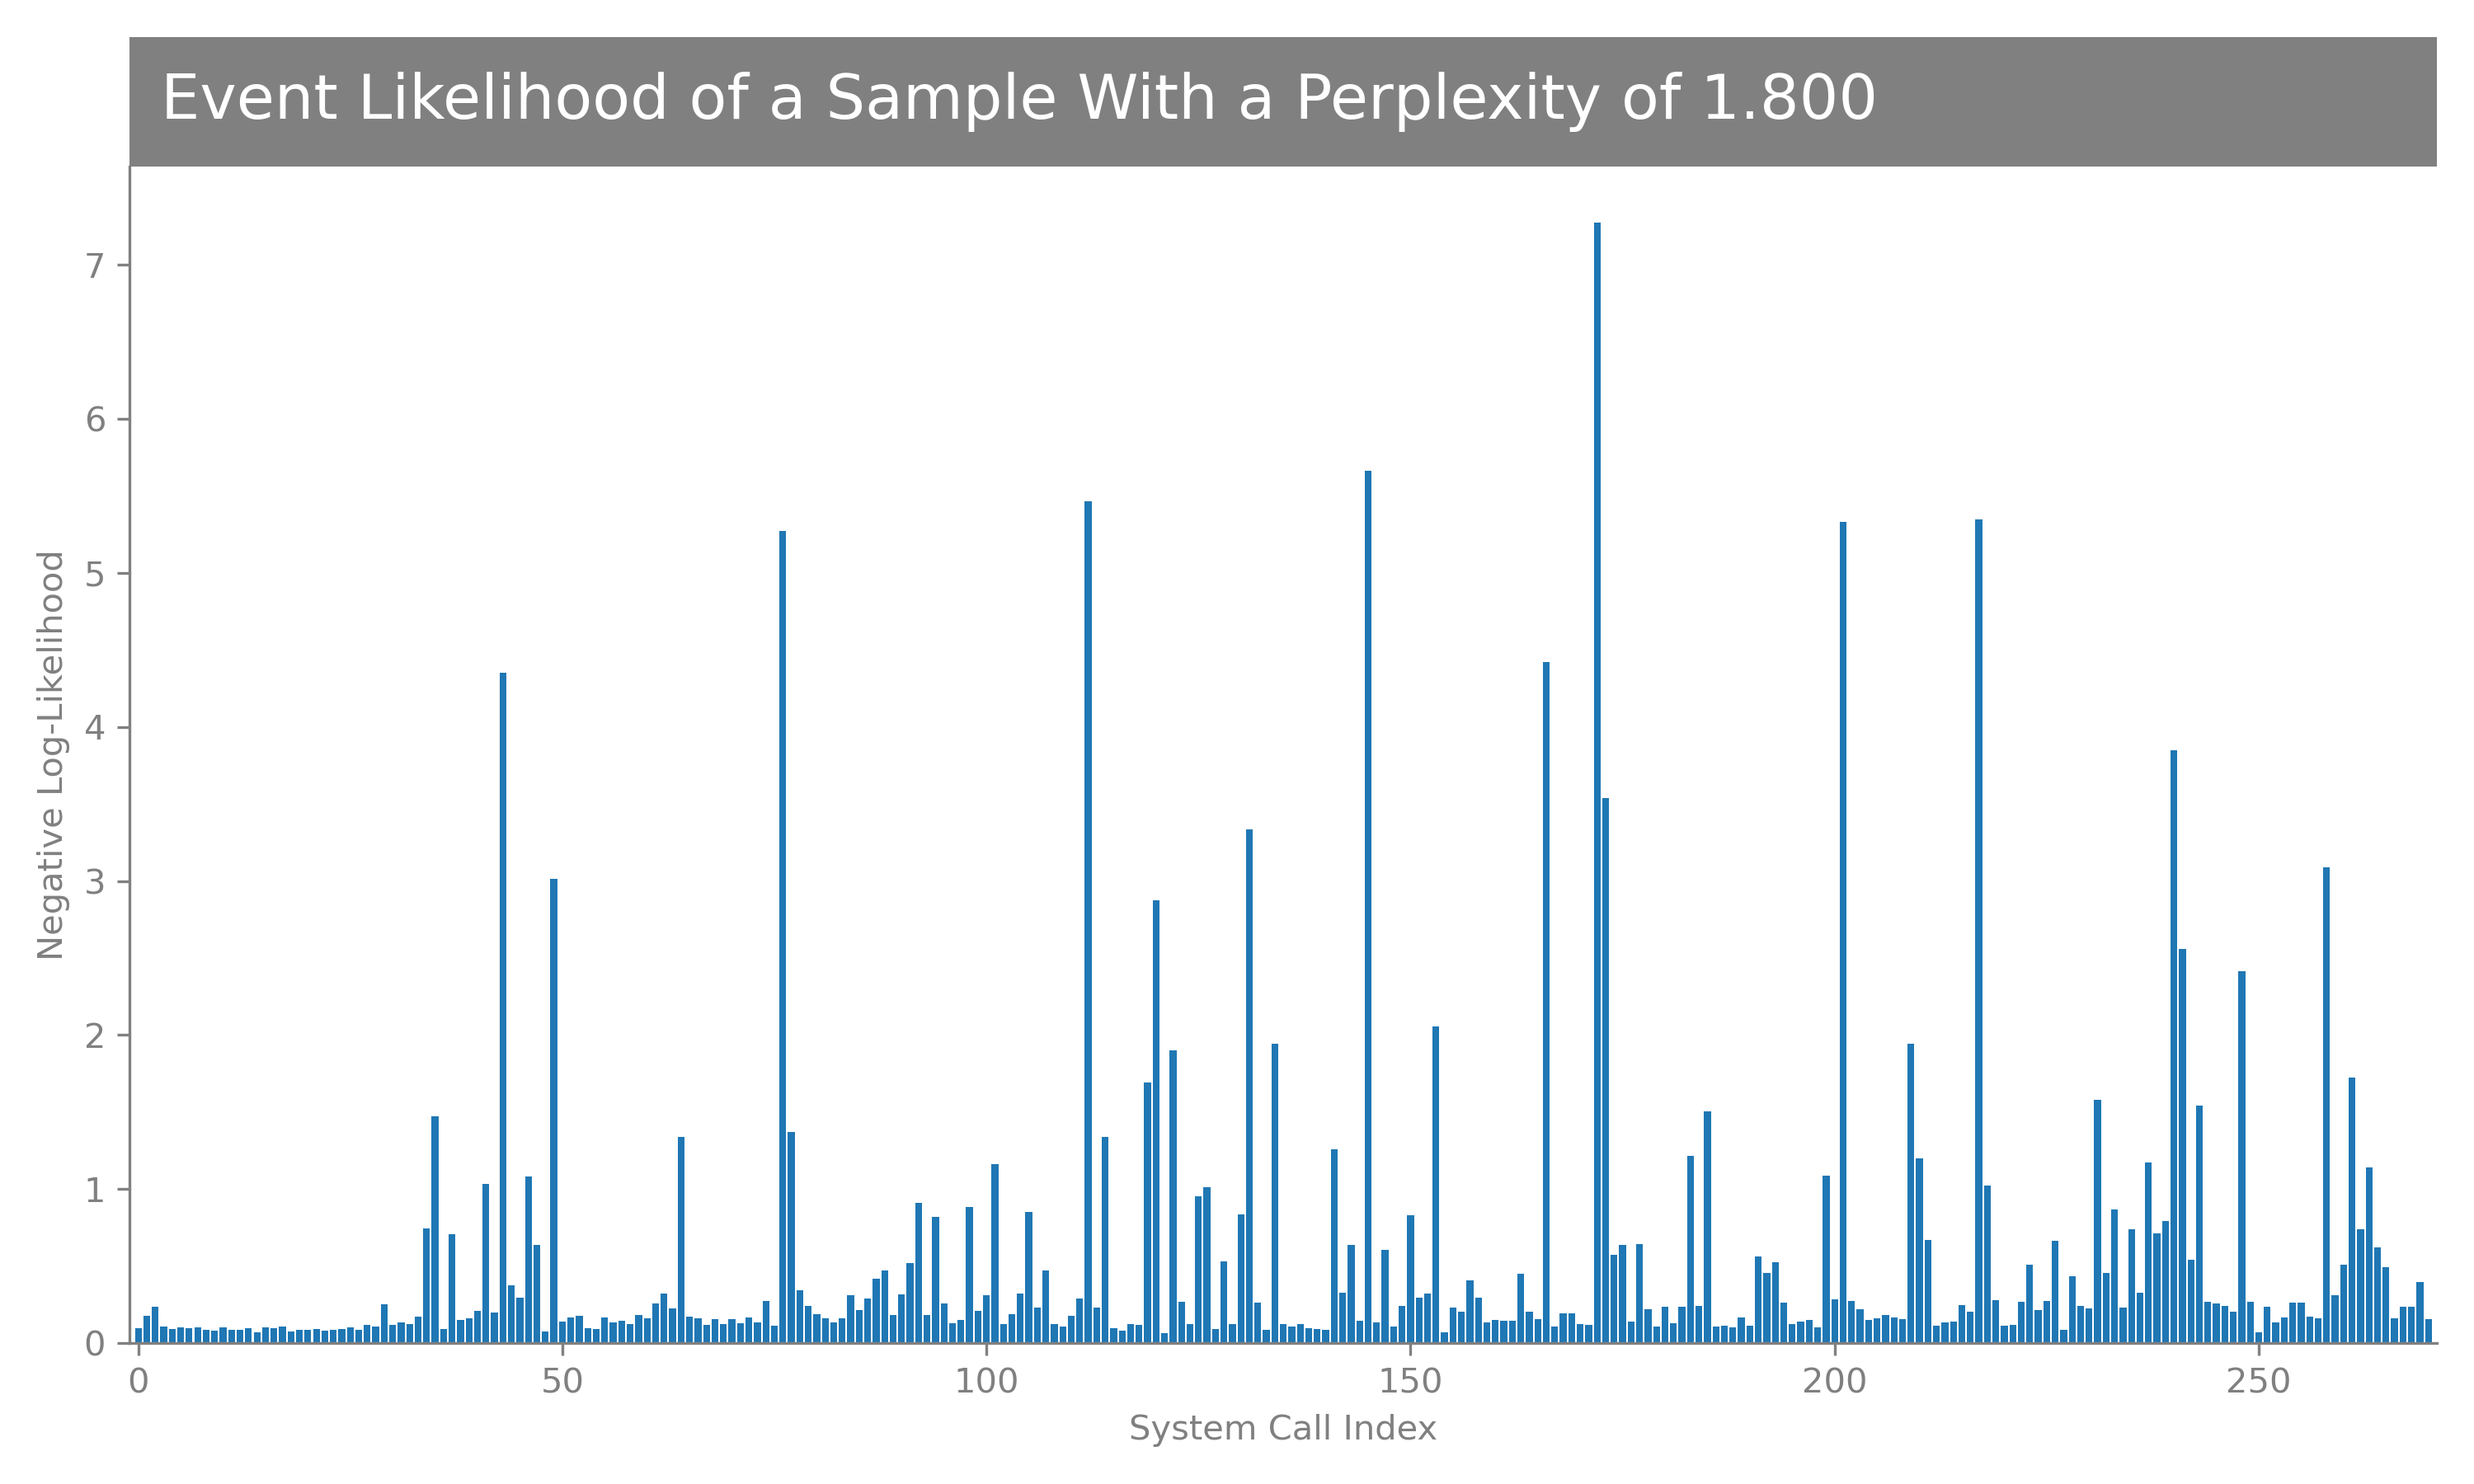 Event Likelihood of a Sample With a Perplexity of 1.800
Negative Log-Likelihood
7
6
5
4
3
2
1
0
0 50 100 150 200 250
System Call Index